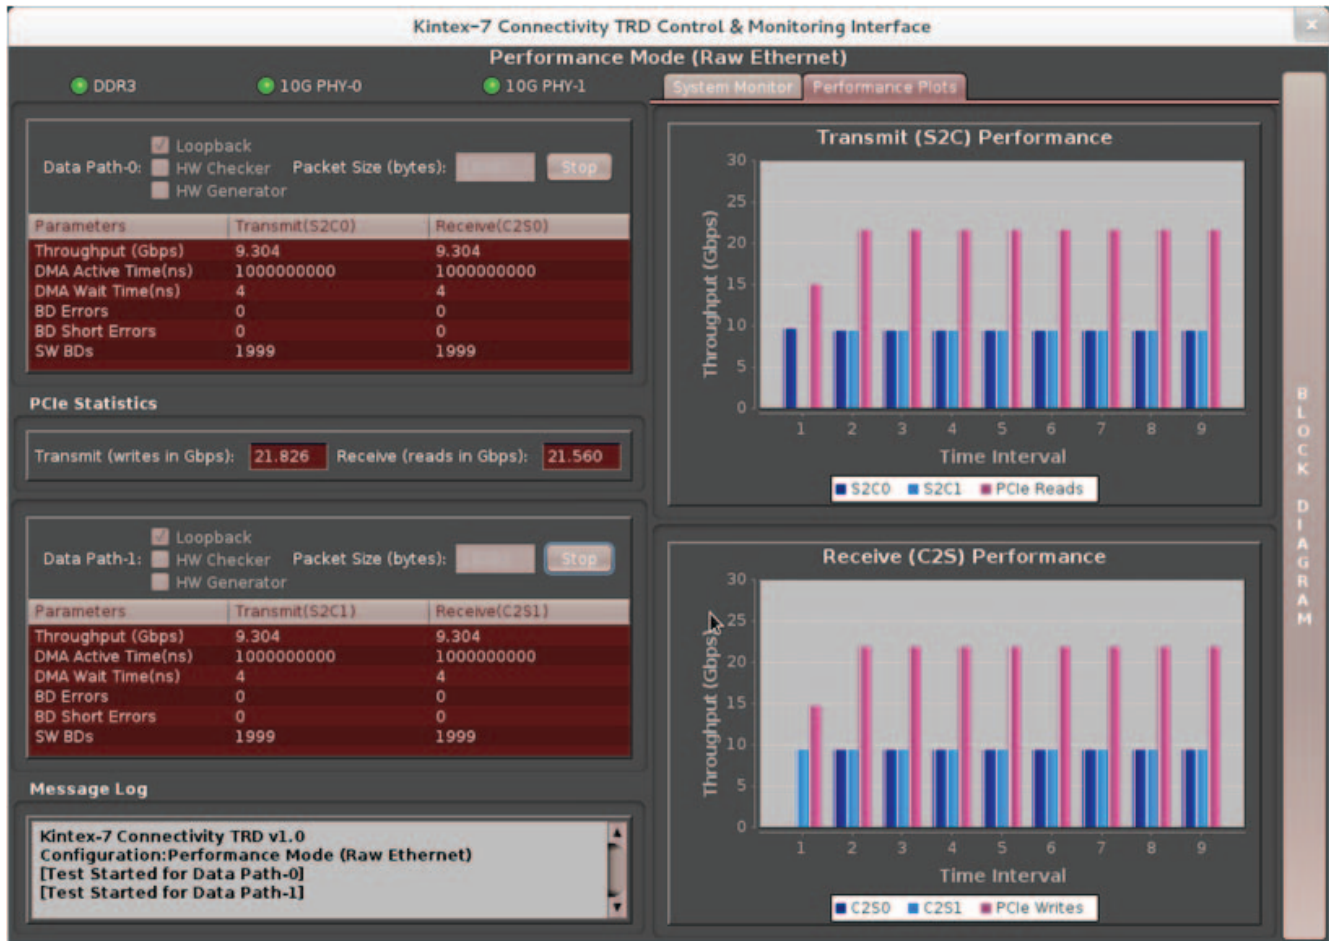 Kintex-7 Connectivity TRD Control & Monitoring Interface
Performance Mode (Raw Ethernet)
DDR3 10G PHY-0 10G PHY-1
System Monitor Performance Plots
Loopback
Data Path-0: HW Checker Packet Size (bytes): Stop
HW Generator
Parameters Transmit(S2C0) Receive(C2S0)
Throughput (Gbps) 9.304 9.304
DMA Active Time(ns) 1000000000 1000000000
DMA Wait Time(ns) 4 4
BD Errors 0 0
BD Short Errors 0 0
SW BDs 1999 1999
PCIe Statistics
Transmit (writes in Gbps): 21.826 Receive (reads in Gbps): 21.560
Loopback
Data Path-1: HW Checker Packet Size (bytes): Stop
HW Generator
Parameters Transmit(S2C1) Receive(C2S1)
Throughput (Gbps) 9.304 9.304
DMA Active Time(ns) 1000000000 1000000000
DMA Wait Time(ns) 4 4
BD Errors 0 0
BD Short Errors 0 0
SW BDs 1999 1999
Message Log
Kintex-7 Connectivity TRD v1.0
Configuration:Performance Mode (Raw Ethernet)
[Test Started for Data Path-0]
[Test Started for Data Path-1]
Transmit (S2C) Performance
Throughput (Gbps)
30
25
20
15
10
5
0
1 2 3 4 5 6 7 8 9
Time Interval
S2C0 S2C1 PCIe Reads
Receive (C2S) Performance
Throughput (Gbps)
30
25
20
15
10
5
0
1 2 3 4 5 6 7 8 9
Time Interval
C2S0 C2S1 PCIe Writes
BLOCK DIAGRAM